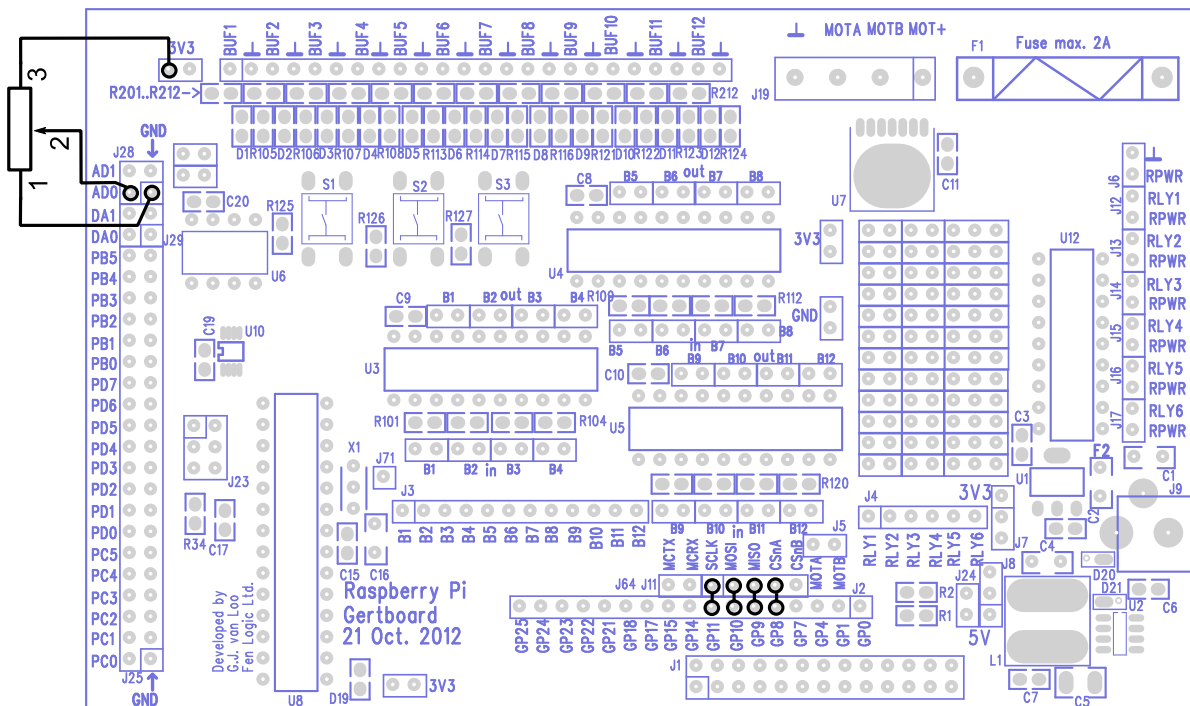 3V3
BUF1
BUF2
BUF3
BUF4
BUF5
BUF6
BUF7
BUF8
BUF9
BUF10
BUF11
BUF12
MOTA MOTB MOT+
F1
Fuse max. 2A
J19
R201..R212->
R212
D1
R105
D2
R106
D3
R107
D4
R108
D5
R113
D6
R114
D7
R115
D8
R116
D9
R121
D10
R122
D11
R123
D12
R124
3
2
1
GND
J28
AD1
AD0
DA1
DA0
J29
PB5
PB4
PB3
PB2
PB1
PB0
PD7
PD6
PD5
PD4
PD3
PD2
PD1
PD0
PC5
PC4
PC3
PC2
PC1
PC0
J25
GND
C20
R125
U6
S1
R126
S2
R127
S3
C8
B5
B6
out
B7
B8
U7
C11
J6
RPWR
J12
RLY1
RPWR
J13
RLY2
RPWR
J14
RLY3
RPWR
J15
RLY4
RPWR
J16
RLY5
RPWR
J17
RLY6
RPWR
3V3
U4
U12
C9
B1
B2
out
B3
B4
R109
R112
GND
B5
B6
in
B7
B8
C19
U10
U3
C10
B9
B10
out
B11
B12
R101
R104
U5
C3
B1
B2
in
B3
B4
X1
J71
J23
R120
B9
B10
in
B11
B12
U1
F2
C1
C2
J9
3V3
J7
R34
C17
C15
C16
J3
B1
B2
B3
B4
B5
B6
B7
B8
B9
B10
B11
B12
MCTX
MCRX
SCLK
MOSI
MISO
CSnA
CSnB
MOTA
MOTB
J5
J4
RLY1
RLY2
RLY3
RLY4
RLY5
RLY6
C4
J8
D20
D21
J24
U2
C6
R2
R1
5V
L1
C7
C5
J64
J11
J2
GP25
GP24
GP23
GP22
GP21
GP18
GP17
GP15
GP14
GP11
GP10
GP9
GP8
GP7
GP4
GP1
GP0
Raspberry Pi
Gertboard
21 Oct. 2012
Developed by
G.J. van Loo
Fen Logic Ltd.
U8
D19
3V3
J1